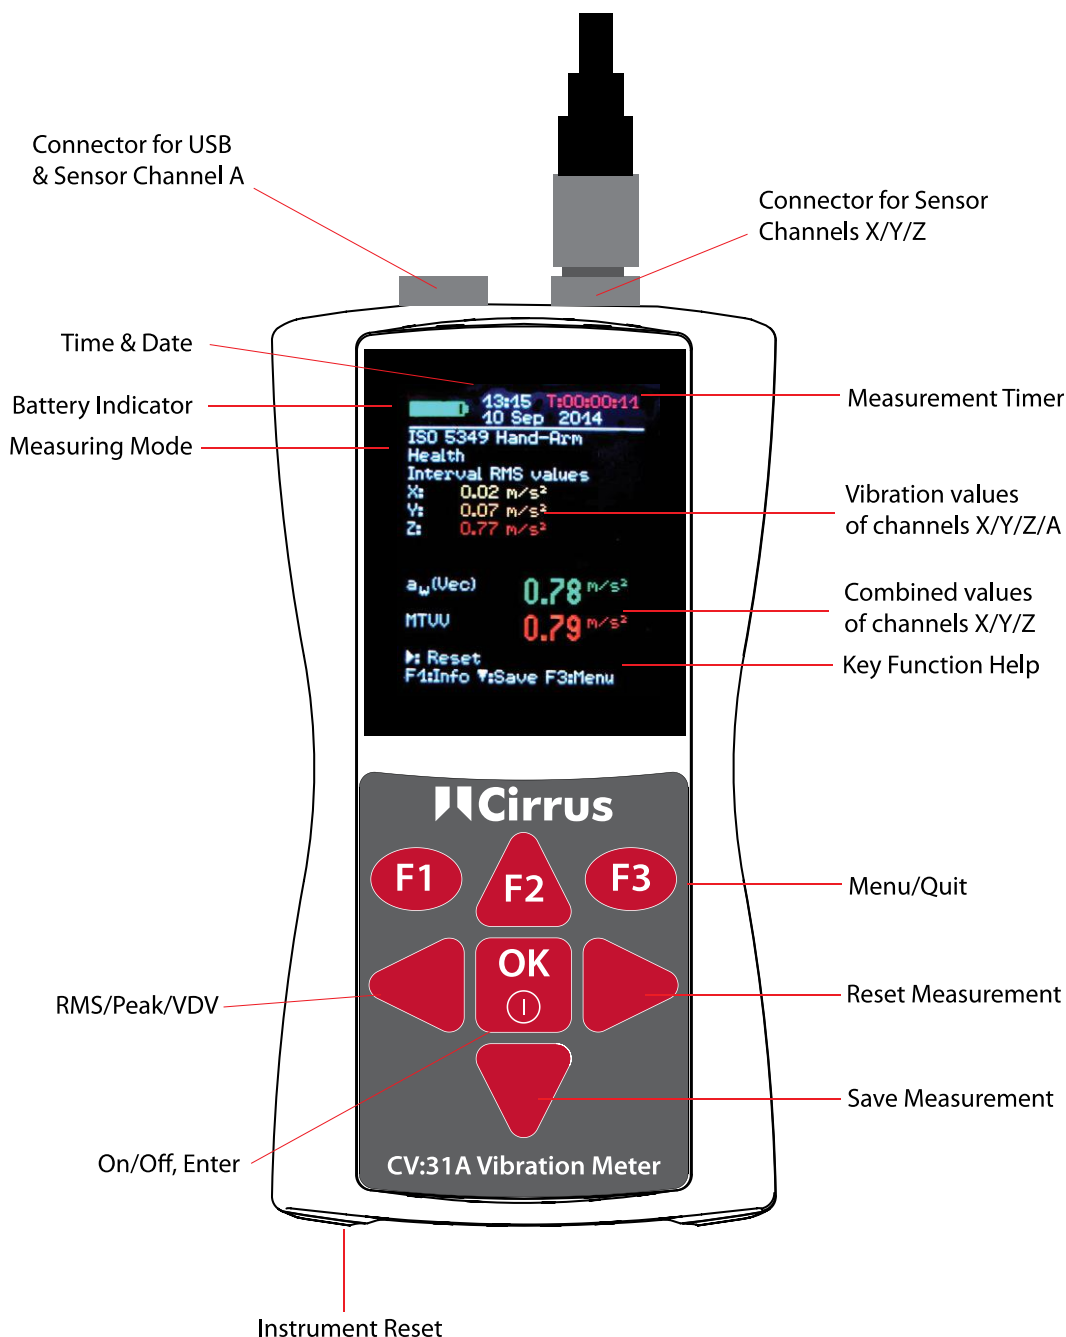 Connector for USB
& Sensor Channel A
Connector for Sensor
Channels X/Y/Z
Time & Date
Battery Indicator
Measuring Mode
13:15 T:00:00:11
10 Sep 2014
ISO 5349 Hand-Arm
Health
Interval RMS values
X: 0.02 m/s²
Y: 0.07 m/s²
Z: 0.77 m/s²
aw(Vec) 0.78 m/s²
MTVV 0.79 m/s²
▶: Reset
F1:Info ▼:Save F3:Menu
Measurement Timer
Vibration values
of channels X/Y/Z/A
Combined values
of channels X/Y/Z
Key Function Help
Cirrus
F1
F2
F3
Menu/Quit
OK
RMS/Peak/VDV
Reset Measurement
Save Measurement
On/Off, Enter
CV:31A Vibration Meter
Instrument Reset